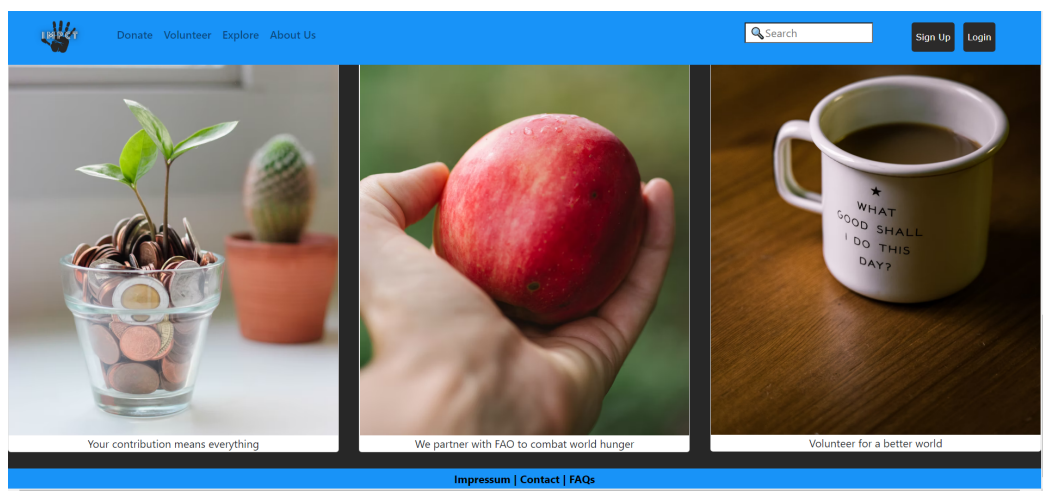 IMPCT
Donate Volunteer Explore About Us
Search
Sign Up Login
WHAT
GOOD SHALL
I DO THIS
DAY?
Your contribution means everything
We partner with FAO to combat world hunger
Volunteer for a better world
Impressum | Contact | FAQs